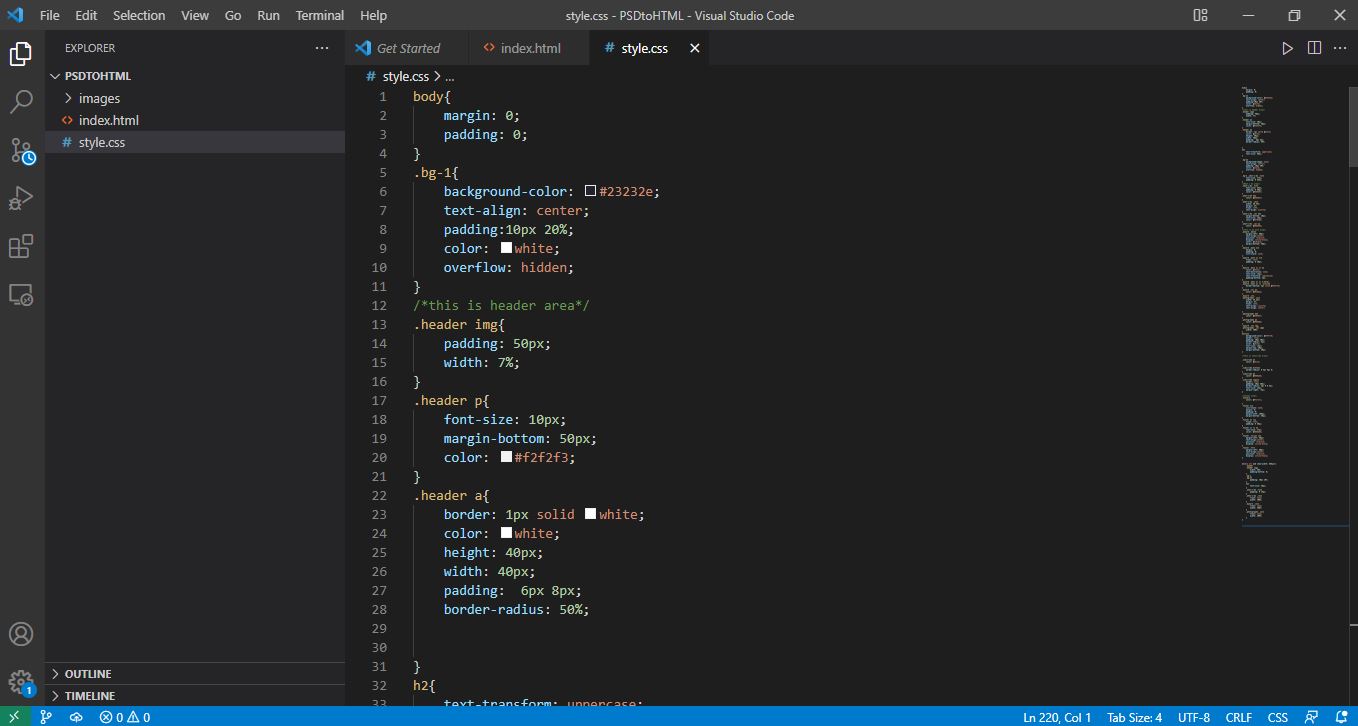 File Edit Selection View Go Run Terminal Help
style.css - PSDtoHTML - Visual Studio Code
EXPLORER
PSDTOHTML
images
index.html
# style.css
OUTLINE
TIMELINE
Get Started
index.html
# style.css
# style.css > ...
1 body{
2 margin: 0;
3 padding: 0;
4 }
5 .bg-1{
6 background-color: #23232e;
7 text-align: center;
8 padding:10px 20%;
9 color: white;
10 overflow: hidden;
11 }
12 /*this is header area*/
13 .header img{
14 padding: 50px;
15 width: 7%;
16 }
17 .header p{
18 font-size: 10px;
19 margin-bottom: 50px;
20 color: #f2f2f3;
21 }
22 .header a{
23 border: 1px solid white;
24 color: white;
25 height: 40px;
26 width: 40px;
27 padding:  6px 8px;
28 border-radius: 50%;
29
30
31 }
32 h2{
33 text-transform: uppercase;
1
0 0
Ln 220, Col 1 Tab Size: 4 UTF-8 CRLF CSS